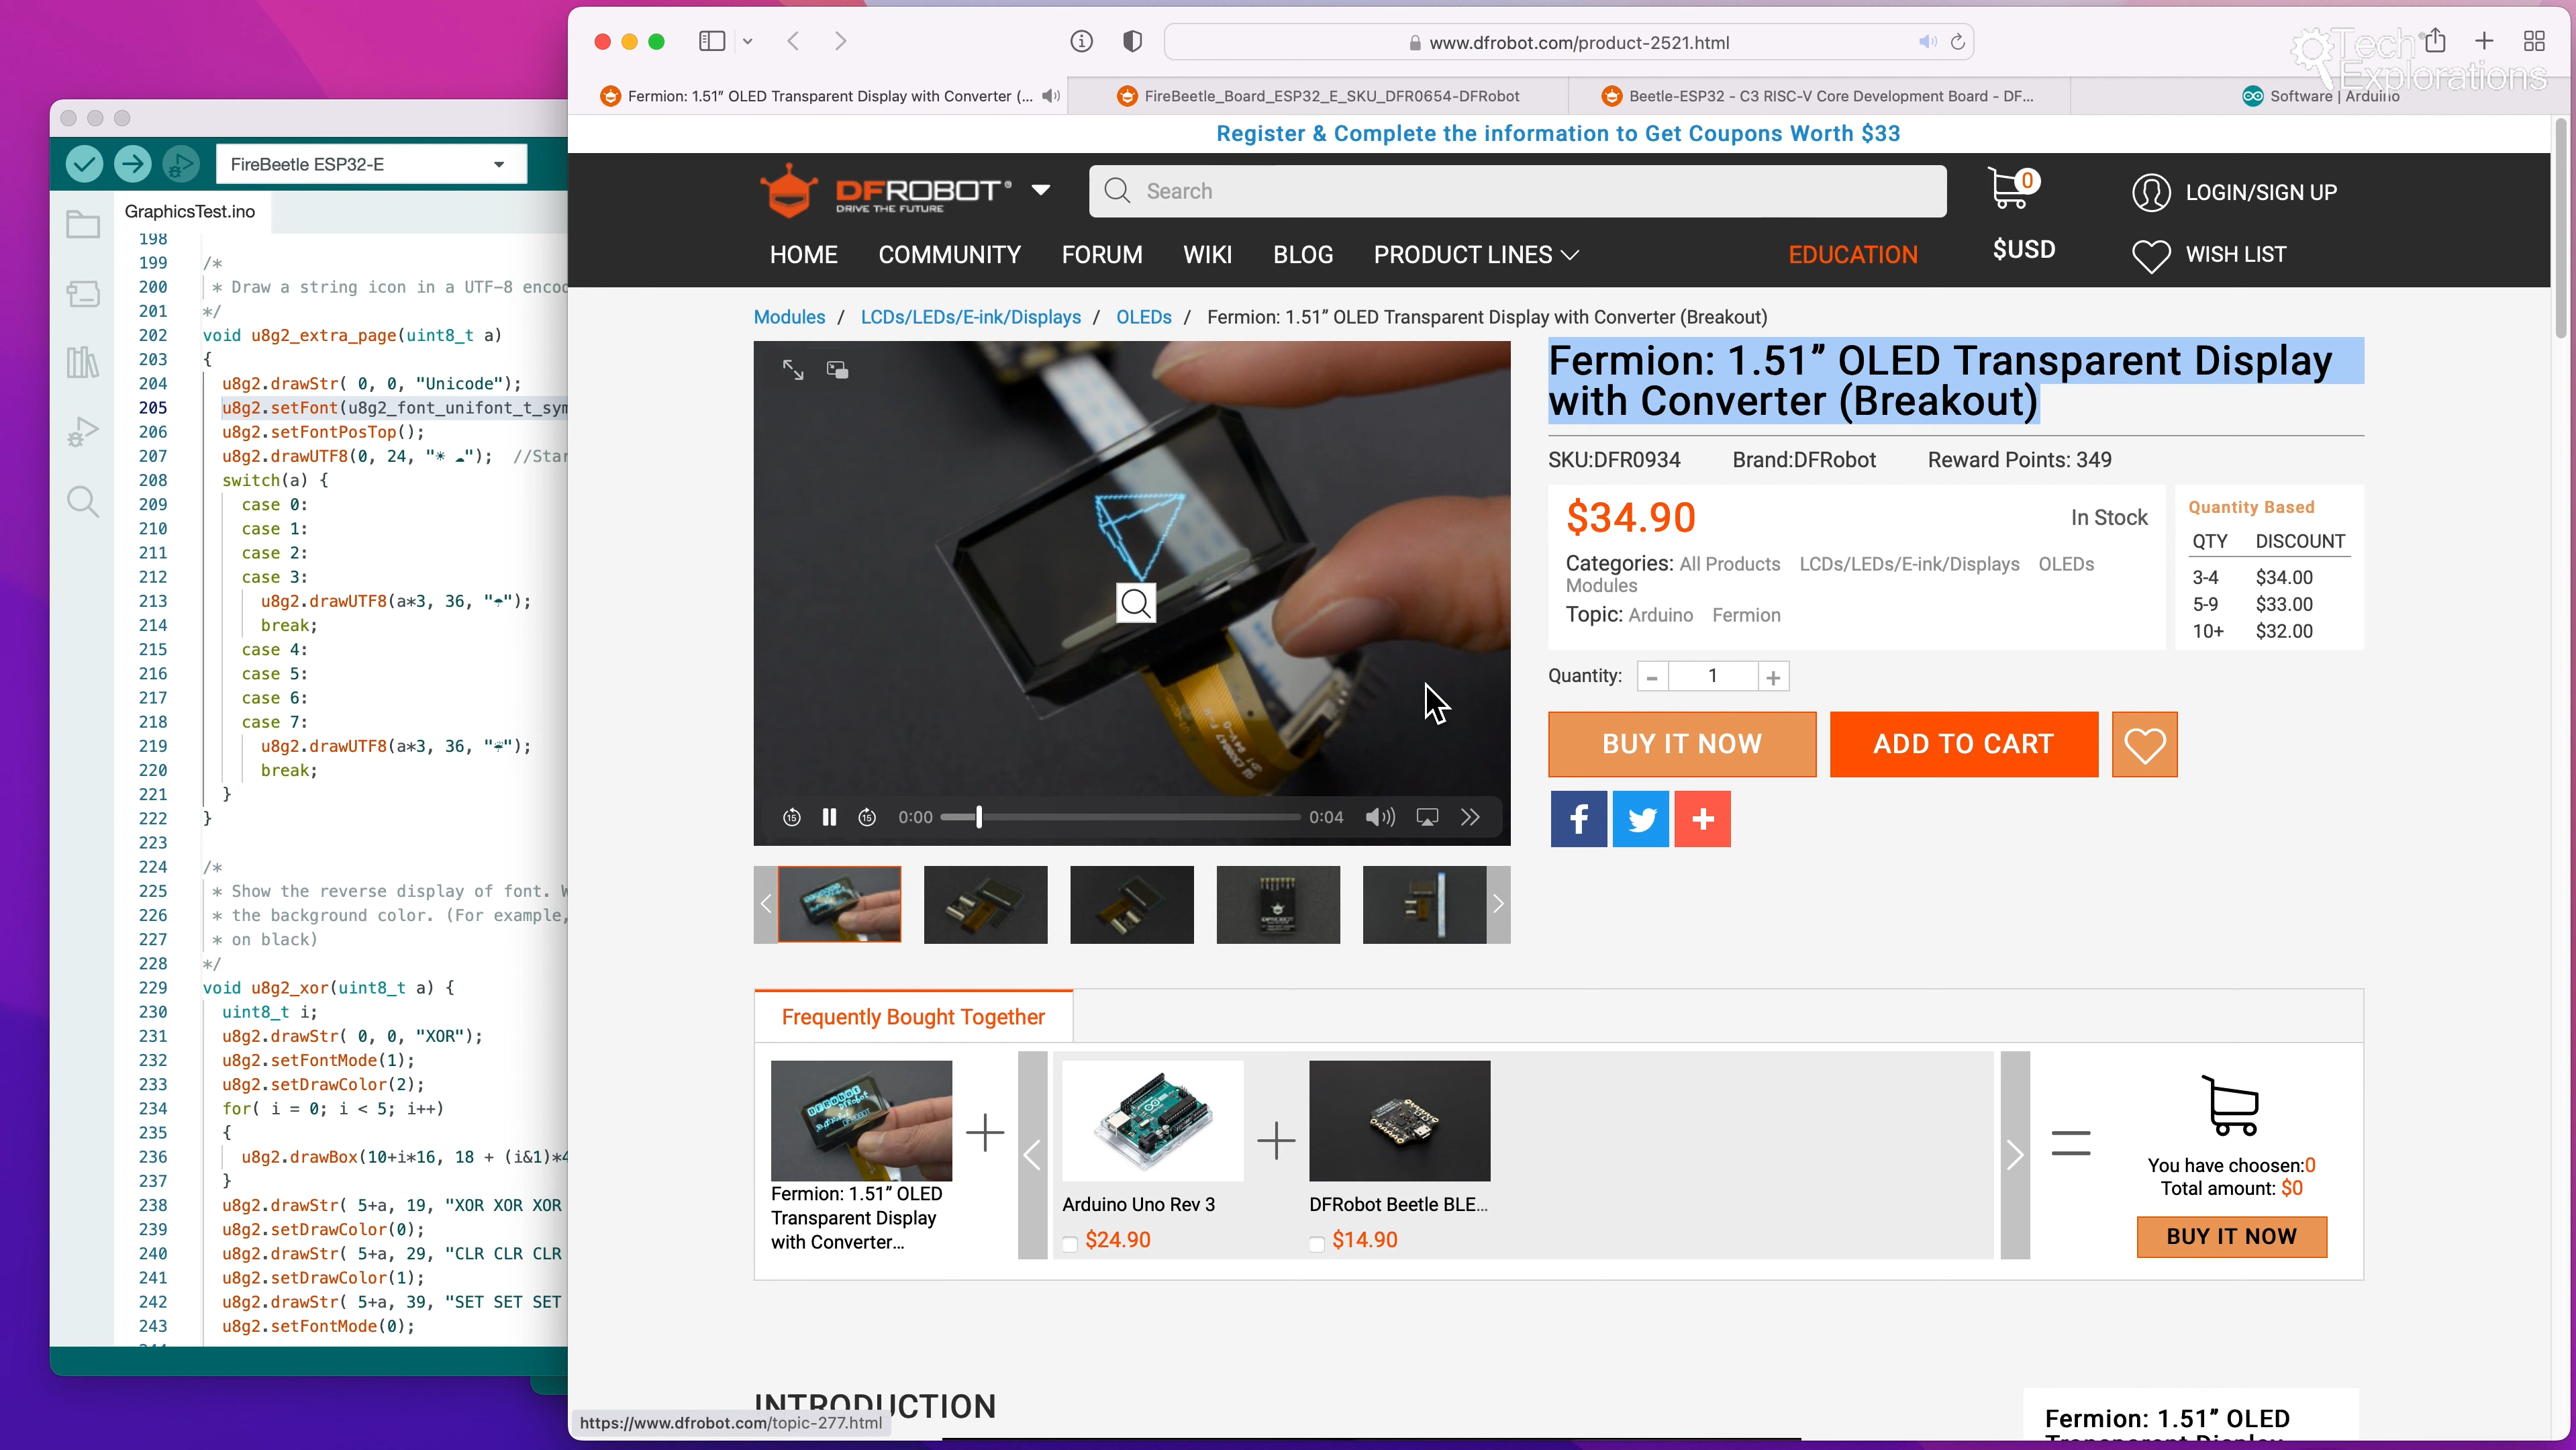 www.dfrobot.com/product-2521.html
Tech
Explorations
Fermion: 1.51” OLED Transparent Display with Converter (...
FireBeetle_Board_ESP32_E_SKU_DFR0654-DFRobot
Beetle-ESP32 - C3 RISC-V Core Development Board - DF...
Software | Arduino
Register & Complete the information to Get Coupons Worth $33
DFROBOT
DRIVE THE FUTURE
Search
0
LOGIN/SIGN UP
HOME
COMMUNITY
FORUM
WIKI
BLOG
PRODUCT LINES
EDUCATION
$USD
WISH LIST
Modules / LCDs/LEDs/E-ink/Displays / OLEDs / Fermion: 1.51” OLED Transparent Display with Converter (Breakout)
Fermion: 1.51” OLED Transparent Display
with Converter (Breakout)
SKU:DFR0934 Brand:DFRobot Reward Points: 349
$34.90
In Stock
Categories: All Products LCDs/LEDs/E-ink/Displays OLEDs
Modules
Topic: Arduino Fermion
Quantity Based
QTY DISCOUNT
3-4 $34.00
5-9 $33.00
10+ $32.00
Quantity: - 1 +
BUY IT NOW
ADD TO CART
15
15
0:00
0:04
DFROBOT
Frequently Bought Together
Fermion: 1.51” OLED
Transparent Display
with Converter...
Arduino Uno Rev 3
$24.90
DFRobot Beetle BLE...
$14.90
You have choosen:0
Total amount: $0
BUY IT NOW
INTRODUCTION
https://www.dfrobot.com/topic-277.html
Fermion: 1.51” OLED
Transparent Display
FireBeetle ESP32-E
GraphicsTest.ino
198
199 /*
200 * Draw a string icon in a UTF-8 enco
201 */
202 void u8g2_extra_page(uint8_t a)
203 {
204 u8g2.drawStr( 0, 0, "Unicode");
205 u8g2.setFont(u8g2_font_unifont_t_sym
206 u8g2.setFontPosTop();
207 u8g2.drawUTF8(0, 24, "☀ ☁"); //Star
208 switch(a) {
209 case 0:
210 case 1:
211 case 2:
212 case 3:
213 u8g2.drawUTF8(a*3, 36, "☂");
214 break;
215 case 4:
216 case 5:
217 case 6:
218 case 7:
219 u8g2.drawUTF8(a*3, 36, "☔");
220 break;
221 }
222 }
223
224 /*
225 * Show the reverse display of font. W
226 * the background color. (For example,
227 * on black)
228 */
229 void u8g2_xor(uint8_t a) {
230 uint8_t i;
231 u8g2.drawStr( 0, 0, "XOR");
232 u8g2.setFontMode(1);
233 u8g2.setDrawColor(2);
234 for( i = 0; i < 5; i++)
235 {
236 u8g2.drawBox(10+i*16, 18 + (i&1)*4
237 }
238 u8g2.drawStr( 5+a, 19, "XOR XOR XOR
239 u8g2.setDrawColor(0);
240 u8g2.drawStr( 5+a, 29, "CLR CLR CLR
241 u8g2.setDrawColor(1);
242 u8g2.drawStr( 5+a, 39, "SET SET SET
243 u8g2.setFontMode(0);